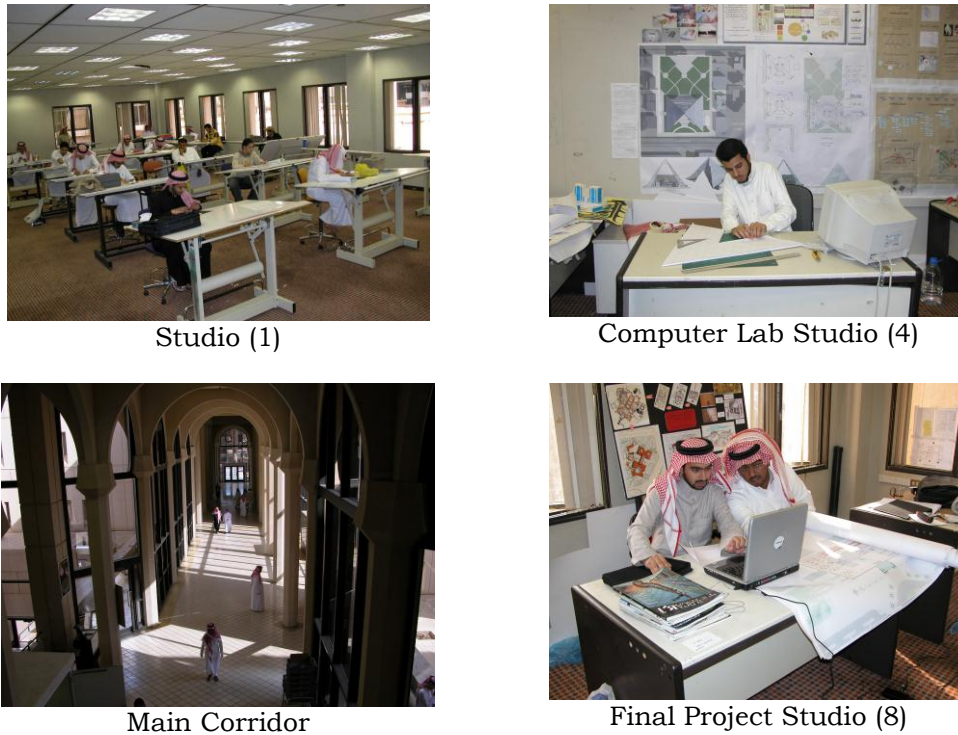 Studio (1)
Computer Lab Studio (4)
Main Corridor
Final Project Studio (8)